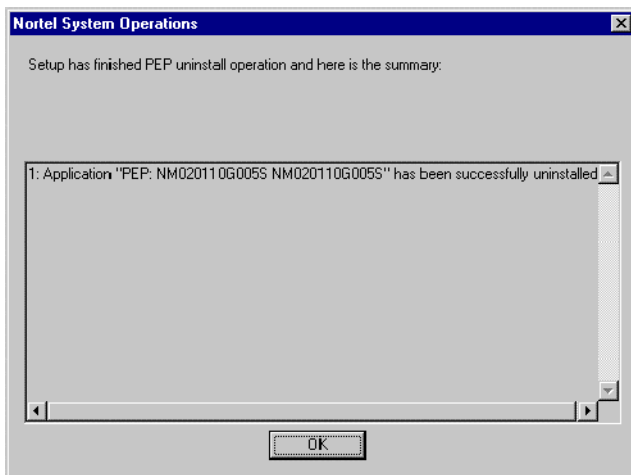 Nortel System Operations
Setup has finished PEP uninstall operation and here is the summary:
1: Application "PEP: NM020110G005S NM020110G005S" has been successfully uninstalled
OK